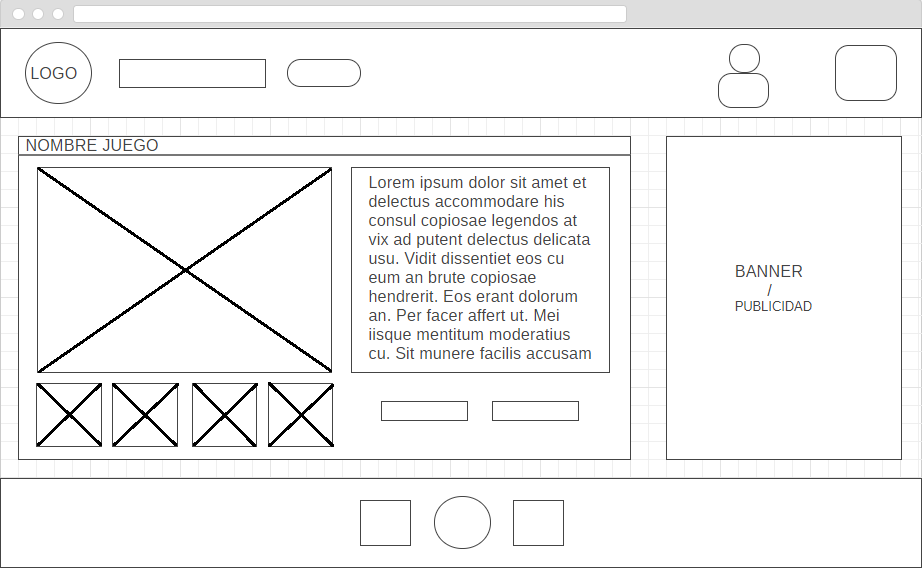 LOGO
NOMBRE JUEGO
Lorem ipsum dolor sit amet et
delectus accommodare his
consul copiosae legendos at
vix ad putent delectus delicata
usu. Vidit dissentiet eos cu
eum an brute copiosae
hendrerit. Eos erant dolorum
an. Per facer affert ut. Mei
iisque mentitum moderatius
cu. Sit munere facilis accusam
BANNER
/
PUBLICIDAD